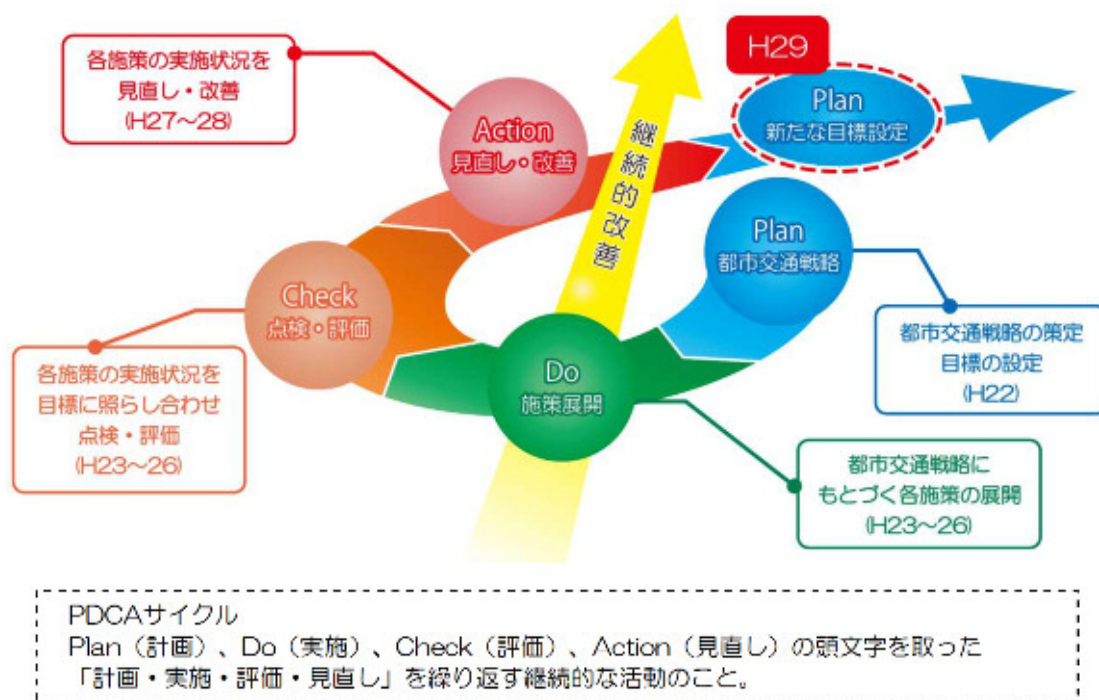 H29
Plan
新たな目標設定
各施策の実施状況を
見直し・改善
(H27～28)
Action
見直し・改善
継続的改善
Plan
都市交通戦略
都市交通戦略の策定
目標の設定
(H22)
Check
点検・評価
各施策の実施状況を
目標に照らし合わせ
点検・評価
(H23～26)
Do
施策展開
都市交通戦略に
もとづく各施策の展開
(H23～26)
PDCAサイクル
Plan（計画）、Do（実施）、Check（評価）、Action（見直し）の頭文字を取った
「計画・実施・評価・見直し」を繰り返す継続的な活動のこと。